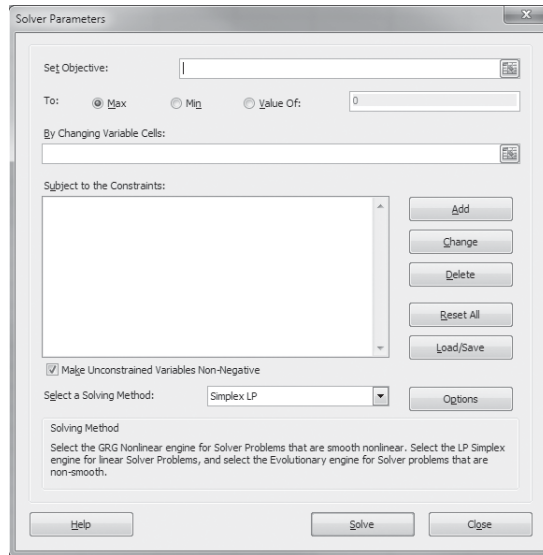 Solver Parameters
X
Set Objective:
To: Max Min Value Of: 0
By Changing Variable Cells:
Subject to the Constraints:
Add
Change
Delete
Reset All
Load/Save
Make Unconstrained Variables Non-Negative
Select a Solving Method: Simplex LP Options
Solving Method
Select the GRG Nonlinear engine for Solver Problems that are smooth nonlinear. Select the LP Simplex
engine for linear Solver Problems, and select the Evolutionary engine for Solver problems that are
non-smooth.
Help Solve Close